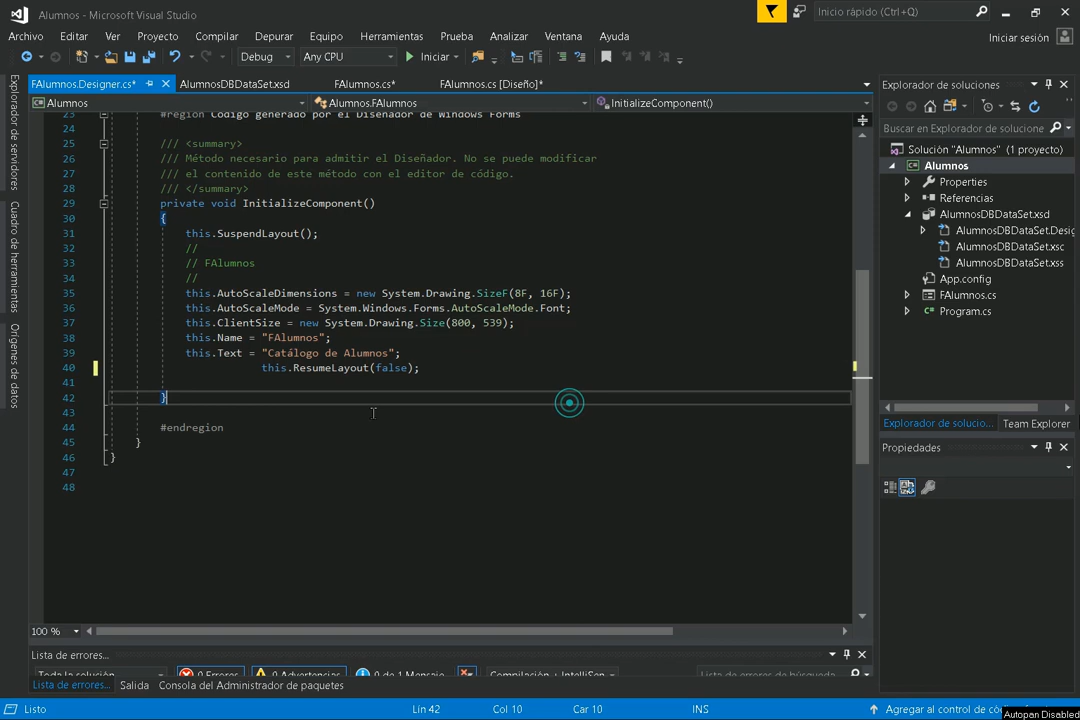 Alumnos - Microsoft Visual Studio
Inicio rápido (Ctrl+Q)
Archivo Editar Ver Proyecto Compilar Depurar Equipo Herramientas Prueba Analizar Ventana Ayuda
Iniciar sesión
Debug Any CPU Iniciar
Explorador de servidores
Cuadro de herramientas
Orígenes de datos
FAlumnos.Designer.cs* AlumnosDBDataSet.xsd FAlumnos.cs* FAlumnos.cs [Diseño]*
Alumnos Alumnos.FAlumnos InitializeComponent()
23 #region Código generado por el Diseñador de Windows Forms
24
25 /// <summary>
26 /// Método necesario para admitir el Diseñador. No se puede modificar
27 /// el contenido de este método con el editor de código.
28 /// </summary>
29 private void InitializeComponent()
30 {
31 this.SuspendLayout();
32 //
33 // FAlumnos
34 //
35 this.AutoScaleDimensions = new System.Drawing.SizeF(8F, 16F);
36 this.AutoScaleMode = System.Windows.Forms.AutoScaleMode.Font;
37 this.ClientSize = new System.Drawing.Size(800, 539);
38 this.Name = "FAlumnos";
39 this.Text = "Catálogo de Alumnos";
40 this.ResumeLayout(false);
41
42 }
43
44 #endregion
45 }
46 }
47
48
100 %
Lista de errores...
Toda la solución 0 Errores 0 Advertencias 0 de 1 Mensaje Compilación + IntelliSen Lista de errores de búsqueda
Lista de errores... Salida Consola del Administrador de paquetes
Explorador de soluciones
Buscar en Explorador de soluciones
Solución "Alumnos" (1 proyecto)
Alumnos
Properties
Referencias
AlumnosDBDataSet.xsd
AlumnosDBDataSet.Desig
AlumnosDBDataSet.xsc
AlumnosDBDataSet.xss
App.config
FAlumnos.cs
Program.cs
Explorador de solucio... Team Explorer
Propiedades
Listo Lín 42 Col 10 Car 10 INS Agregar al control de có
Autopan Disabled